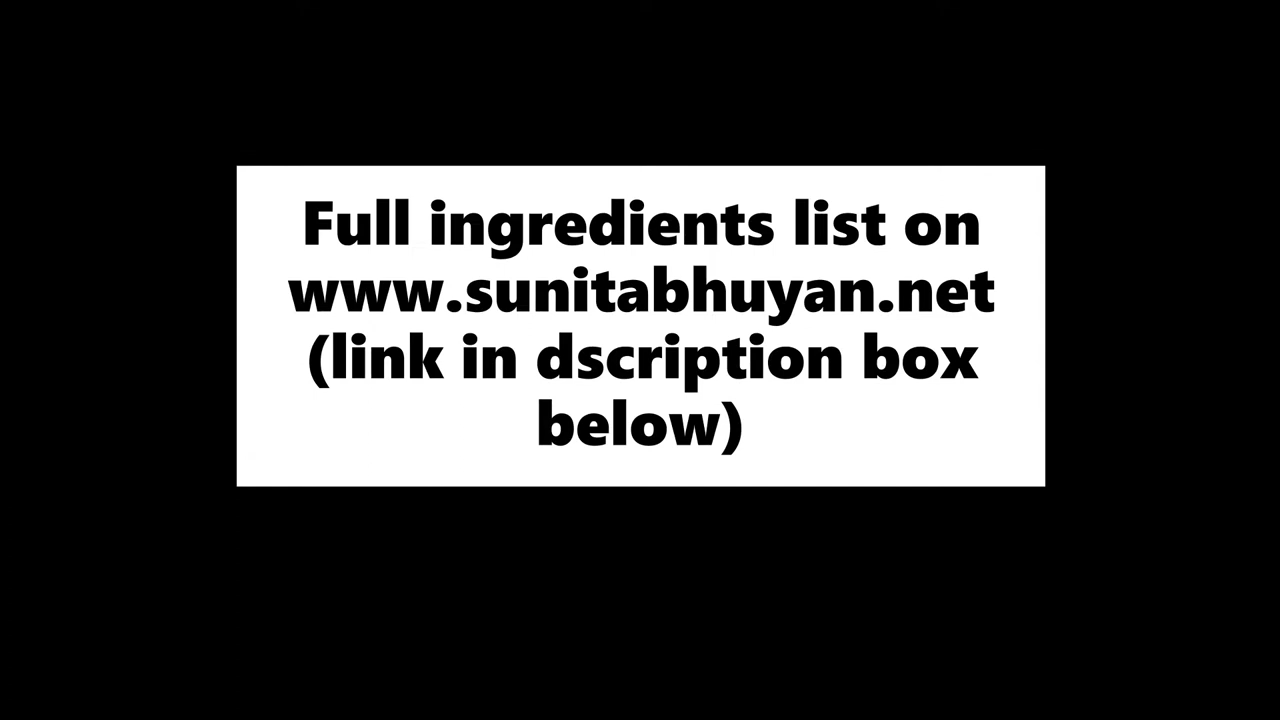 Full ingredients list on
www.sunitabhuyan.net
(link in dscription box
below)